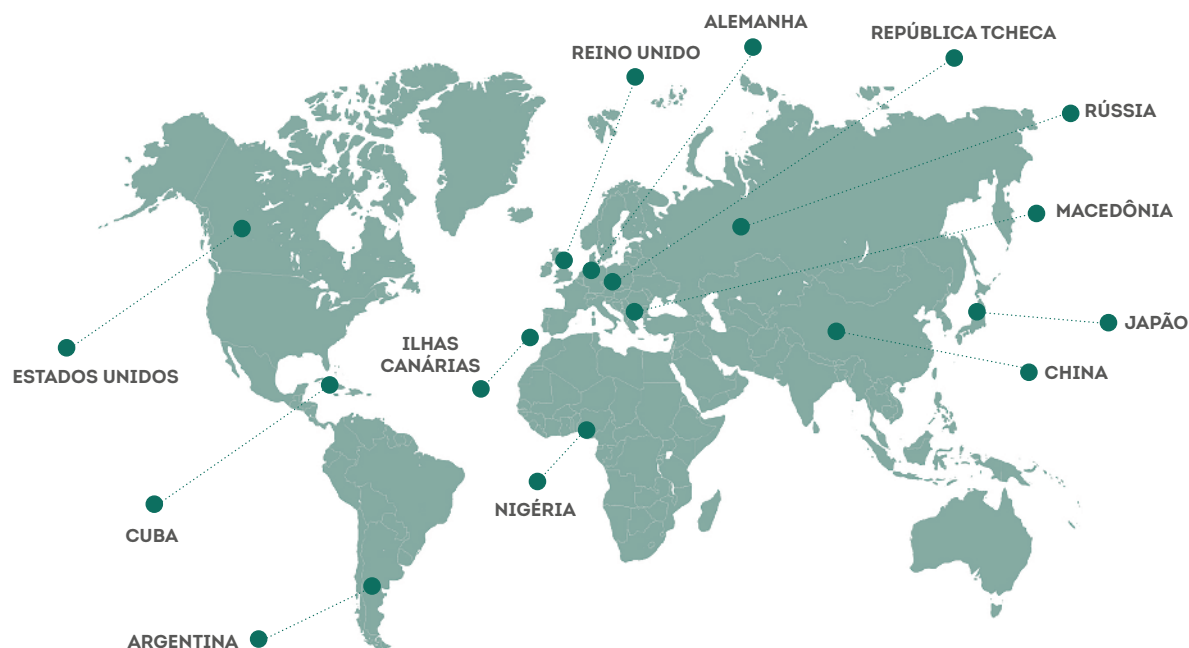 ALEMANHA
REPÚBLICA TCHECA
REINO UNIDO
RÚSSIA
MACEDÔNIA
JAPÃO
ILHAS
CANÁRIAS
CHINA
ESTADOS UNIDOS
NIGÉRIA
CUBA
ARGENTINA